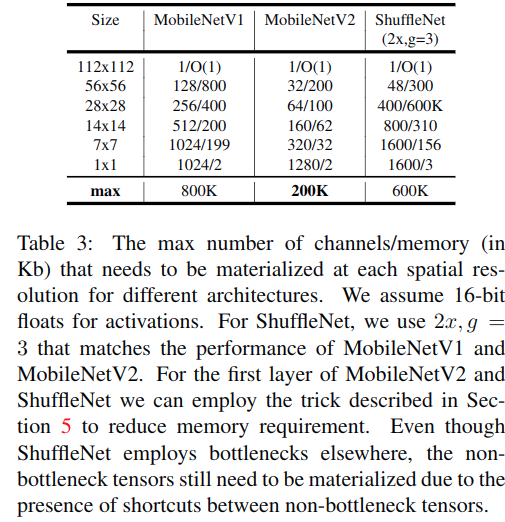 Size MobileNetV1 MobileNetV2 ShuffleNet
(2x,g=3)
112x112 1/O(1) 1/O(1) 1/O(1)
56x56 128/800 32/200 48/300
28x28 256/400 64/100 400/600K
14x14 512/200 160/62 800/310
7x7 1024/199 320/32 1600/156
1x1 1024/2 1280/2 1600/3
max 800K 200K 600K
Table 3: The max number of channels/memory (in
Kb) that needs to be materialized at each spatial res-
olution for different architectures. We assume 16-bit
floats for activations. For ShuffleNet, we use 2x, g =
3 that matches the performance of MobileNetV1 and
MobileNetV2. For the first layer of MobileNetV2 and
ShuffleNet we can employ the trick described in Sec-
tion 5 to reduce memory requirement. Even though
ShuffleNet employs bottlenecks elsewhere, the non-
bottleneck tensors still need to be materialized due to the
presence of shortcuts between non-bottleneck tensors.